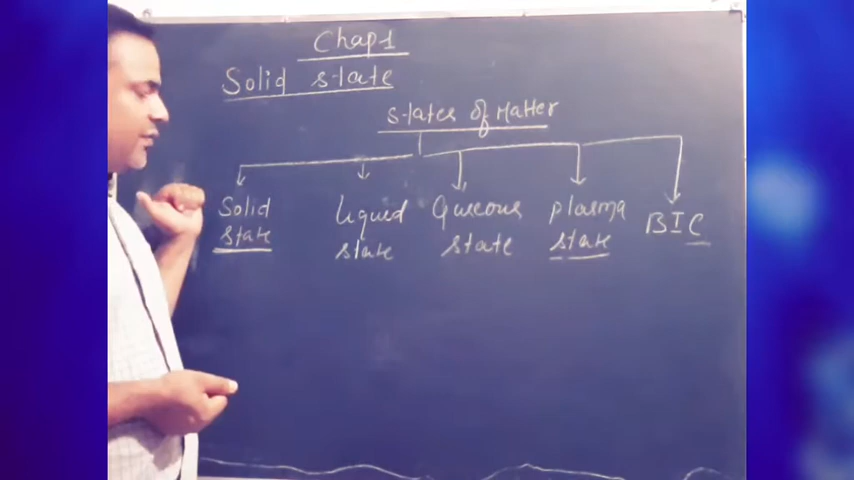 Chap1
Solid state
States of Matter
Solid state
liquid state
Gaseous state
plasma state
BIC